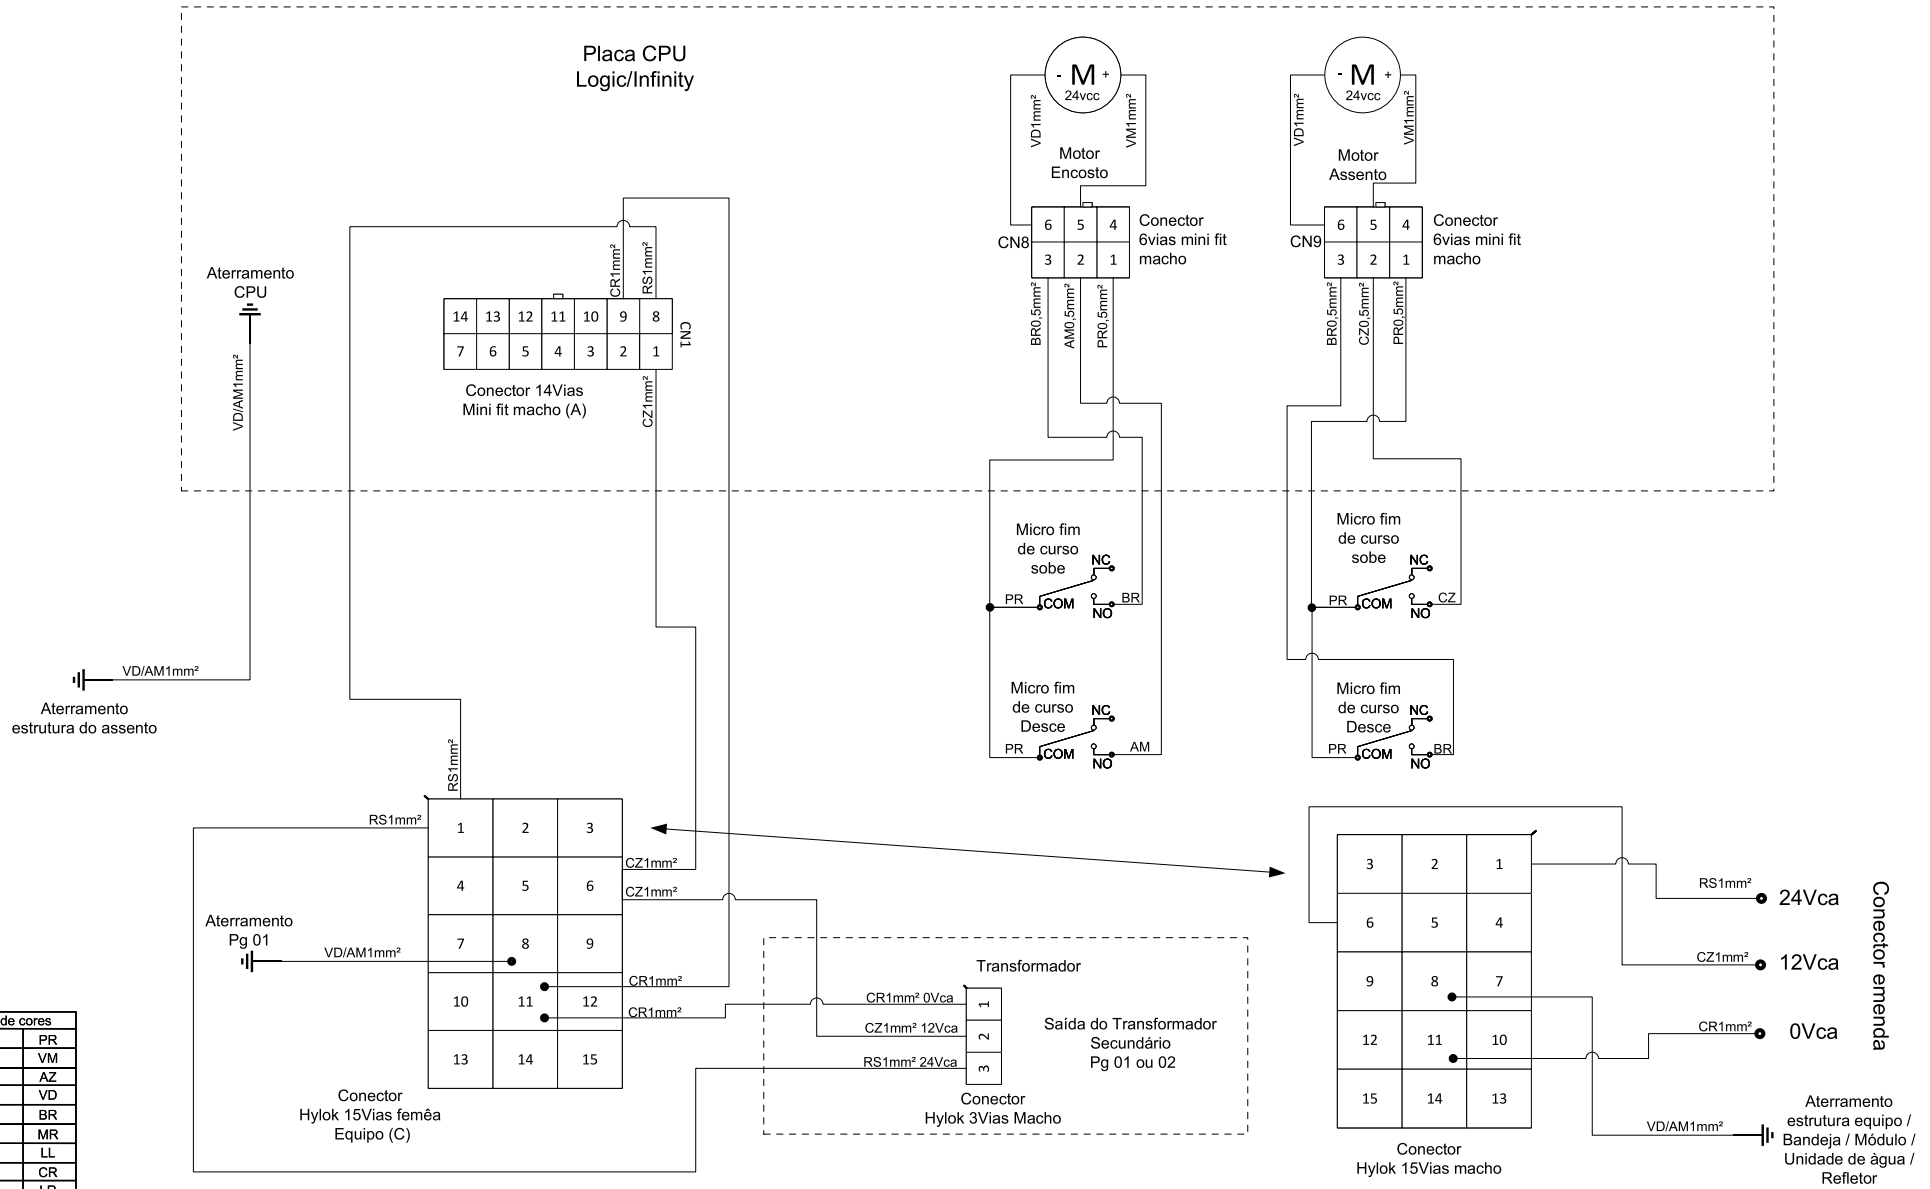 Placa CPU
Logic/Infinity
- M +
24vcc
VD1mm²
VM1mm²
Motor
Encosto
- M +
24vcc
VD1mm²
VM1mm²
Motor
Assento
6 5 4
3 2 1
CN8
Conector
6vias mini fit
macho
6 5 4
3 2 1
CN9
Conector
6vias mini fit
macho
BR0,5mm²
AM0,5mm²
PR0,5mm²
BR0,5mm²
CZ0,5mm²
PR0,5mm²
Aterramento
CPU
VD/AM1mm²
CR1mm²
RS1mm²
14 13 12 11 10 9 8
7 6 5 4 3 2 1
CN1
Conector 14Vias
Mini fit macho (A)
CZ1mm²
Micro fim
de curso
sobe
NC
PR
COM
BR
NO
Micro fim
de curso
sobe
NC
PR
COM
CZ
NO
Micro fim
de curso
Desce
NC
PR
COM
AM
NO
Micro fim
de curso
Desce
NC
PR
COM
BR
NO
VD/AM1mm²
Aterramento
estrutura do assento
RS1mm²
RS1mm²
1 2 3
4 5 6
7 8 9
10 11 12
13 14 15
CZ1mm²
CZ1mm²
CR1mm²
CR1mm²
Aterramento
Pg 01
VD/AM1mm²
Conector
Hylok 15Vias femêa
Equipo (C)
Transformador
CR1mm² 0Vca
CZ1mm² 12Vca
RS1mm² 24Vca
1
2
3
Saída do Transformador
Secundário
Pg 01 ou 02
Conector
Hylok 3Vias Macho
3 2 1
6 5 4
9 8 7
12 11 10
15 14 13
Conector
Hylok 15Vias macho
RS1mm²
24Vca
CZ1mm²
12Vca
CR1mm²
0Vca
Conector emenda
VD/AM1mm²
Aterramento
estrutura equipo /
Bandeja / Módulo /
Unidade de àgua /
Refletor
de cores
PR
VM
AZ
VD
BR
MR
LL
CR